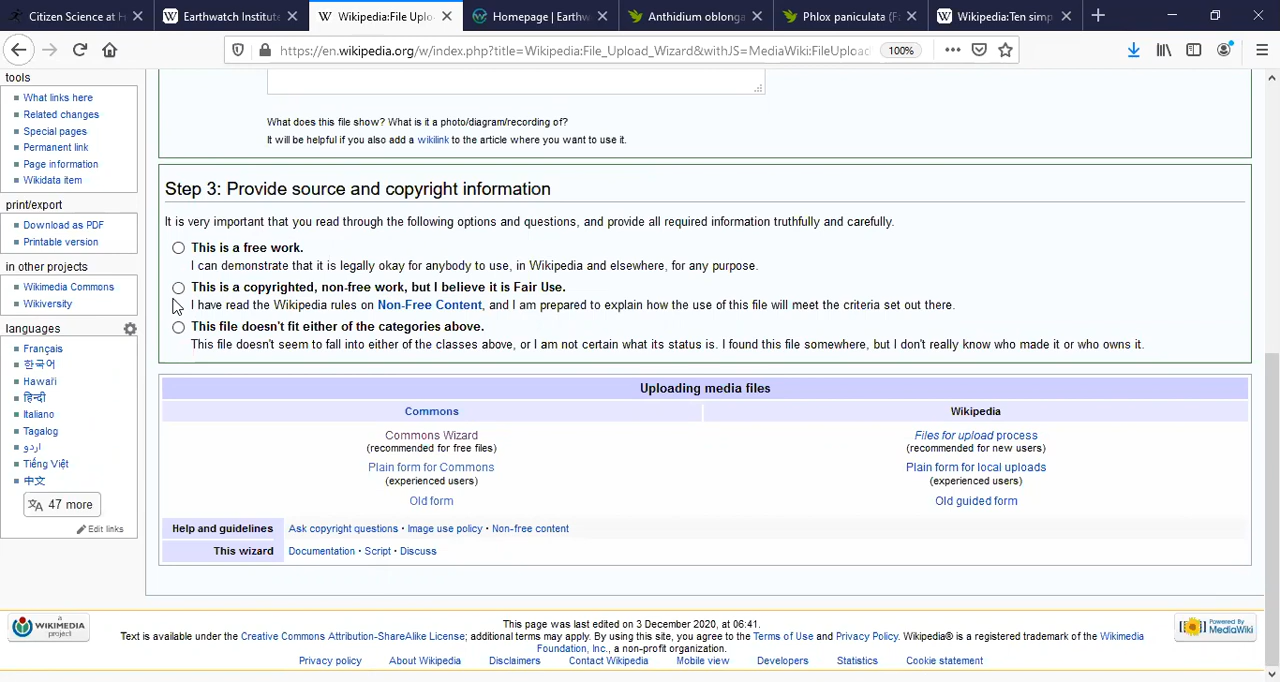 Citizen Science at H
Earthwatch Institute
Wikipedia:File Uplo
Homepage | Earthw
Anthidium oblonga
Phlox paniculata (F
Wikipedia:Ten simp
https://en.wikipedia.org/w/index.php?title=Wikipedia:File_Upload_Wizard&withJS=MediaWiki:FileUpload
100%
tools
What links here
Related changes
Special pages
Permanent link
Page information
Wikidata item
print/export
Download as PDF
Printable version
in other projects
Wikimedia Commons
Wikiversity
languages
Français
한국어
Hawaiʻi
हिन्दी
Italiano
Tagalog
اردو
Tiếng Việt
中文
47 more
Edit links
What does this file show? What is it a photo/diagram/recording of?
It will be helpful if you also add a wikilink to the article where you want to use it.
Step 3: Provide source and copyright information
It is very important that you read through the following options and questions, and provide all required information truthfully and carefully.
This is a free work.
I can demonstrate that it is legally okay for anybody to use, in Wikipedia and elsewhere, for any purpose.
This is a copyrighted, non-free work, but I believe it is Fair Use.
I have read the Wikipedia rules on Non-Free Content, and I am prepared to explain how the use of this file will meet the criteria set out there.
This file doesn't fit either of the categories above.
This file doesn't seem to fall into either of the classes above, or I am not certain what its status is. I found this file somewhere, but I don't really know who made it or who owns it.
Uploading media files
Commons
Wikipedia
Commons Wizard
(recommended for free files)
Files for upload process
(recommended for new users)
Plain form for Commons
(experienced users)
Plain form for local uploads
(experienced users)
Old form
Old guided form
Help and guidelines
Ask copyright questions • Image use policy • Non-free content
This wizard
Documentation • Script • Discuss
a
WIKIMEDIA
project
This page was last edited on 3 December 2020, at 06:41.
Text is available under the Creative Commons Attribution-ShareAlike License; additional terms may apply. By using this site, you agree to the Terms of Use and Privacy Policy. Wikipedia® is a registered trademark of the Wikimedia
Foundation, Inc., a non-profit organization.
Powered By
MediaWiki
Privacy policy
About Wikipedia
Disclaimers
Contact Wikipedia
Mobile view
Developers
Statistics
Cookie statement